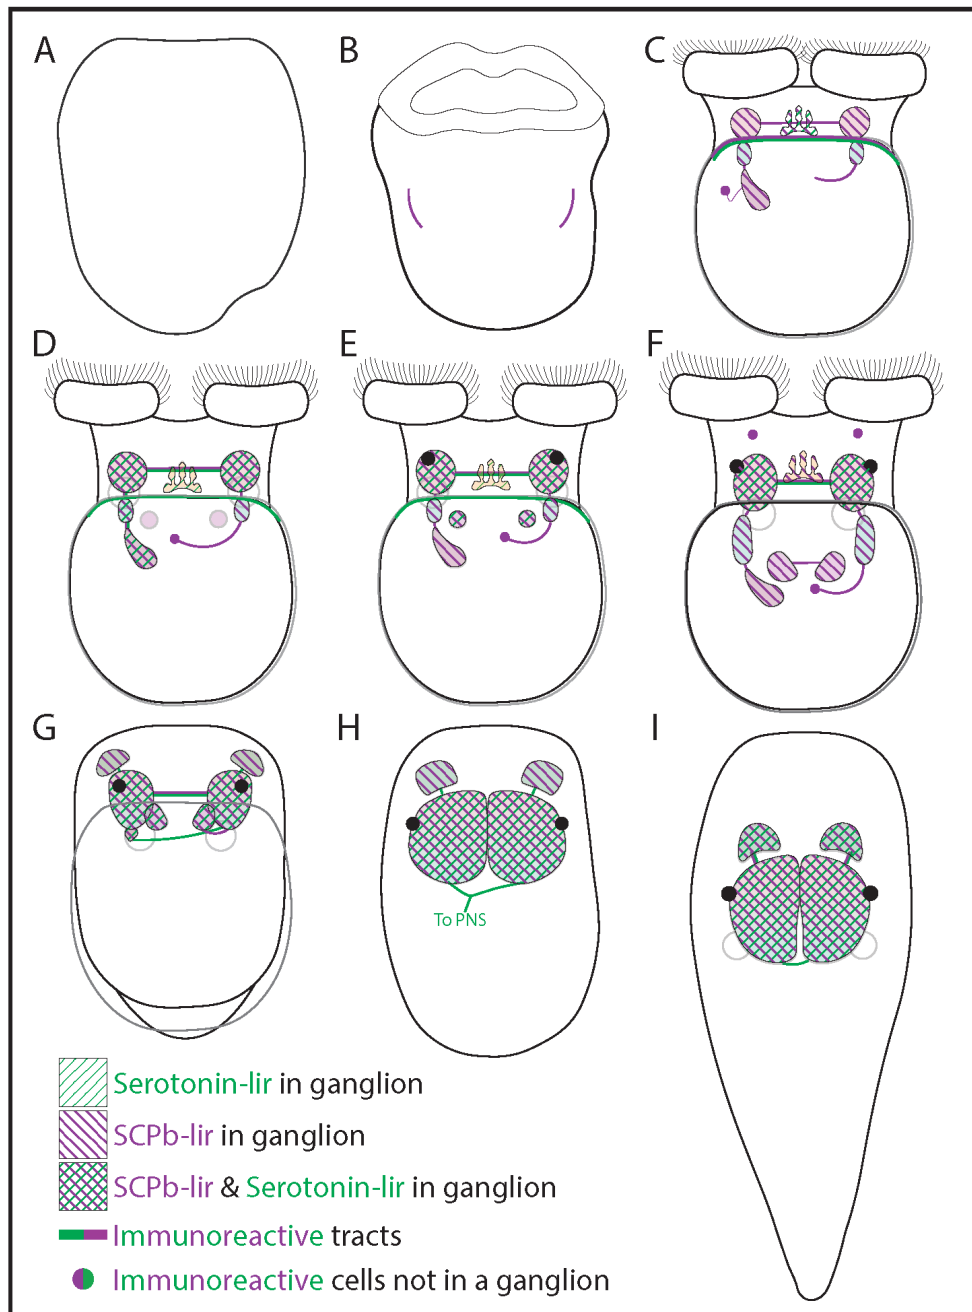 A
B
C
D
E
F
G
H
I
To PNS
Serotonin-lir in ganglion
SCPb-lir in ganglion
SCPb-lir & Serotonin-lir in ganglion
Immunoreactive tracts
Immunoreactive cells not in a ganglion